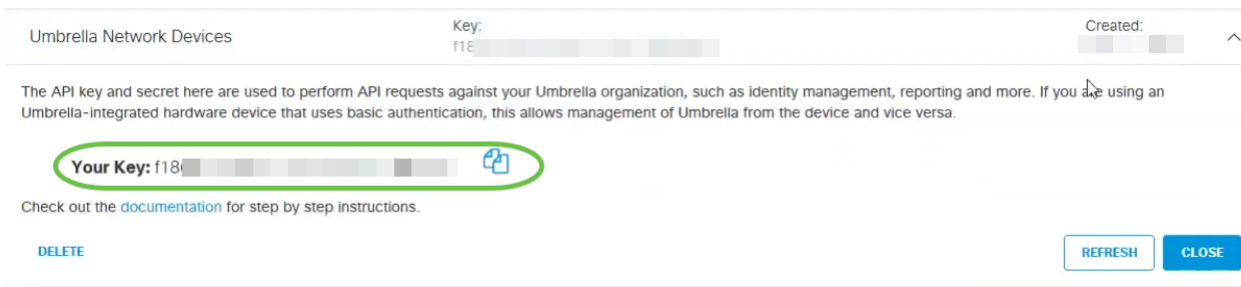 Umbrella Network Devices
Key:
f18
Created:
The API key and secret here are used to perform API requests against your Umbrella organization, such as identity management, reporting and more. If you are using an
Umbrella-integrated hardware device that uses basic authentication, this allows management of Umbrella from the device and vice versa.
Your Key: f18
Check out the documentation for step by step instructions.
DELETE
REFRESH
CLOSE